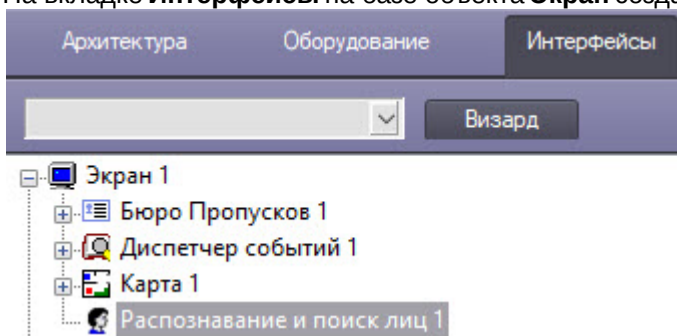 На вкладке Интерфейсы на базе объекта Экран созда
Архитектура Оборудование Интерфейсы
Визард
Экран 1
Бюро Пропусков 1
Диспетчер событий 1
Карта 1
Распознавание и поиск лиц 1